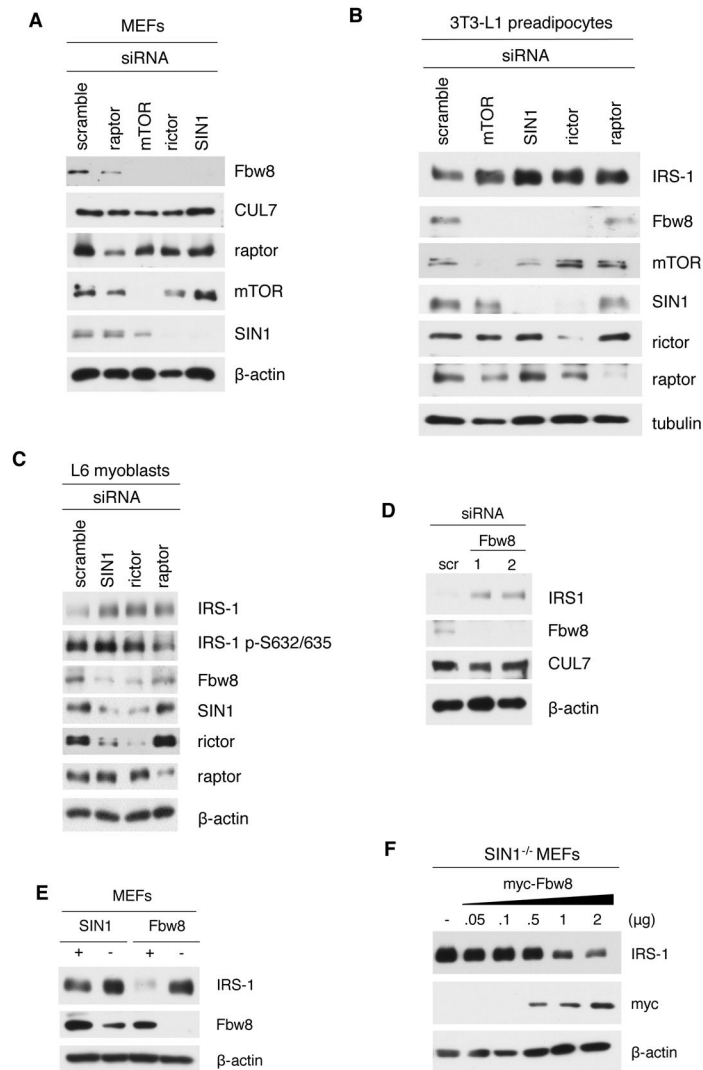 A
MEFs
siRNA
scramble
raptor
mTOR
rictor
SIN1
Fbw8
CUL7
raptor
mTOR
SIN1
β-actin
B
3T3-L1 preadipocytes
siRNA
scramble
mTOR
SIN1
rictor
raptor
IRS-1
Fbw8
mTOR
SIN1
rictor
raptor
tubulin
C
L6 myoblasts
siRNA
scramble
SIN1
rictor
raptor
IRS-1
IRS-1 p-S632/635
Fbw8
SIN1
rictor
raptor
β-actin
D
siRNA
Fbw8
scr 1 2
IRS1
Fbw8
CUL7
β-actin
E
MEFs
SIN1 Fbw8
+ - + -
IRS-1
Fbw8
β-actin
F
SIN1-/- MEFs
myc-Fbw8
- .05 .1 .5 1 2 (μg)
IRS-1
myc
β-actin